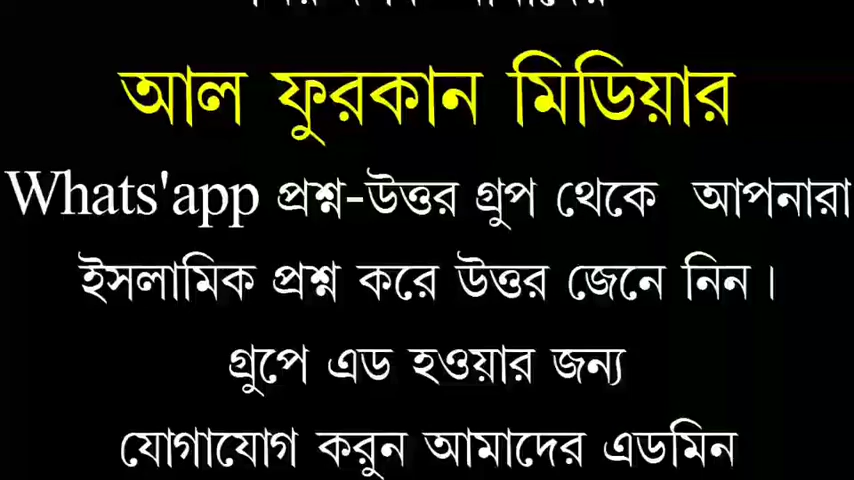 আল ফুরকান মিডিয়ার
Whats'app প্রশ্ন-উত্তর গ্রুপ থেকে আপনারা
ইসলামিক প্রশ্ন করে উত্তর জেনে নিন।
গ্রুপে এড হওয়ার জন্য
যোগাযোগ করুন আমাদের এডমিন